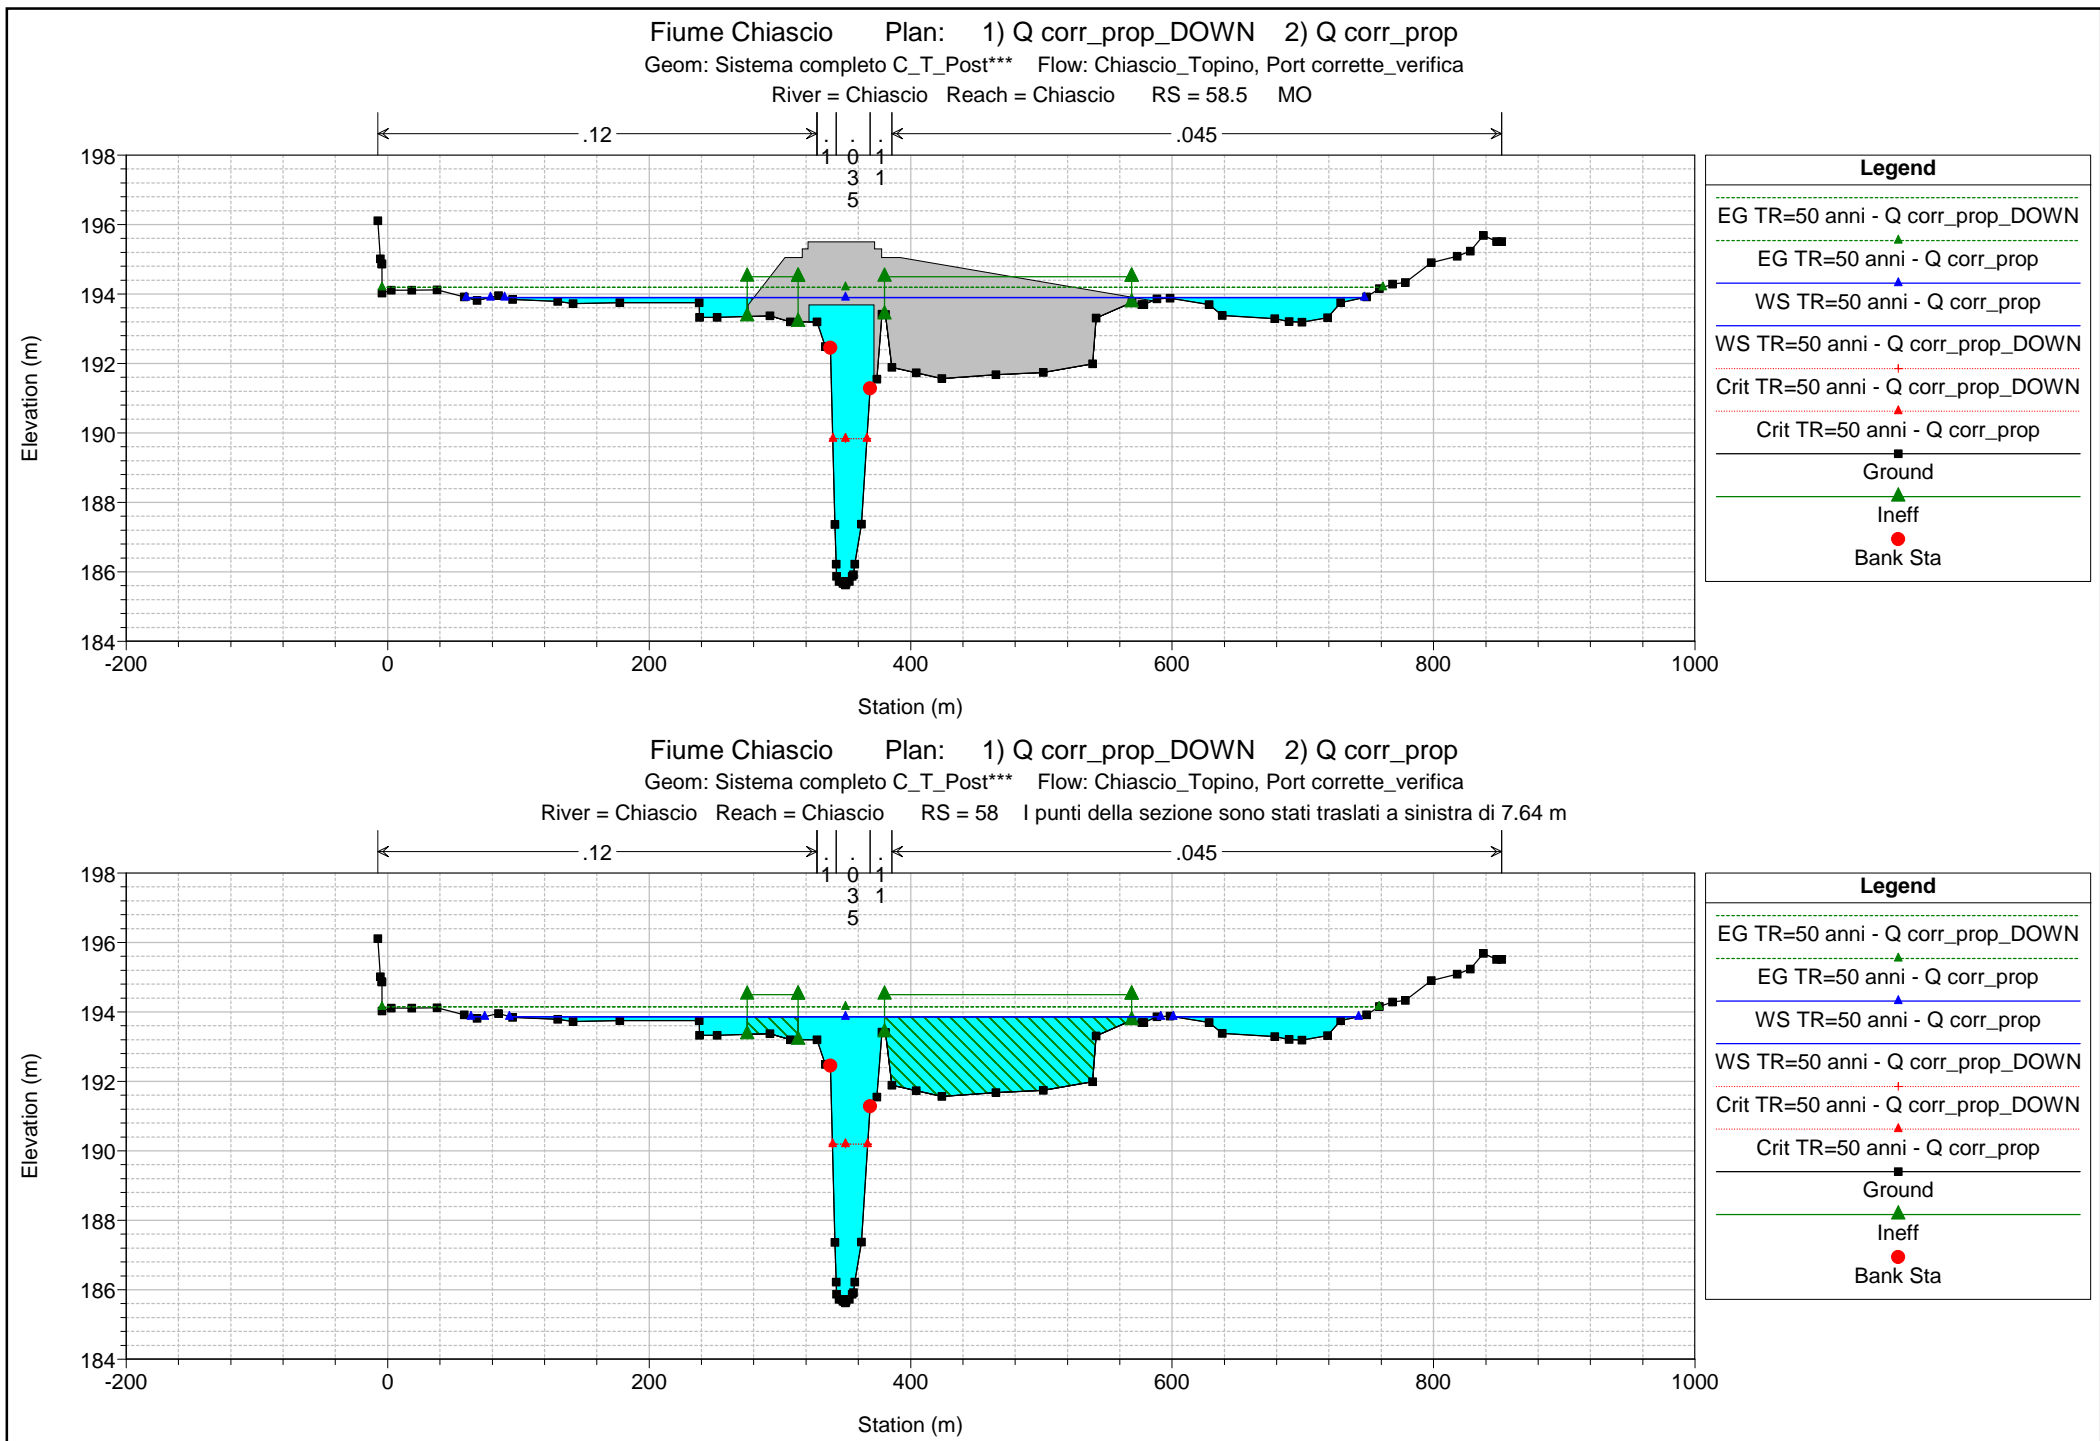 Fiume Chiascio Plan: 1) Q corr_prop_DOWN 2) Q corr_prop
Geom: Sistema completo C_T_Post*** Flow: Chiascio_Topino, Port corrette_verifica
River = Chiascio Reach = Chiascio RS = 58.5 MO
.12
.1
.035
.11
.045
198
196
194
192
190
188
186
184
-200
0
200
400
600
800
1000
Elevation (m)
Station (m)
Legend
EG TR=50 anni - Q corr_prop_DOWN
EG TR=50 anni - Q corr_prop
WS TR=50 anni - Q corr_prop
WS TR=50 anni - Q corr_prop_DOWN
Crit TR=50 anni - Q corr_prop_DOWN
Crit TR=50 anni - Q corr_prop
Ground
Ineff
Bank Sta
Fiume Chiascio Plan: 1) Q corr_prop_DOWN 2) Q corr_prop
Geom: Sistema completo C_T_Post*** Flow: Chiascio_Topino, Port corrette_verifica
River = Chiascio Reach = Chiascio RS = 58 I punti della sezione sono stati traslati a sinistra di 7.64 m
.12
.1
.035
.11
.045
198
196
194
192
190
188
186
184
-200
0
200
400
600
800
1000
Elevation (m)
Station (m)
Legend
EG TR=50 anni - Q corr_prop_DOWN
EG TR=50 anni - Q corr_prop
WS TR=50 anni - Q corr_prop
WS TR=50 anni - Q corr_prop_DOWN
Crit TR=50 anni - Q corr_prop_DOWN
Crit TR=50 anni - Q corr_prop
Ground
Ineff
Bank Sta